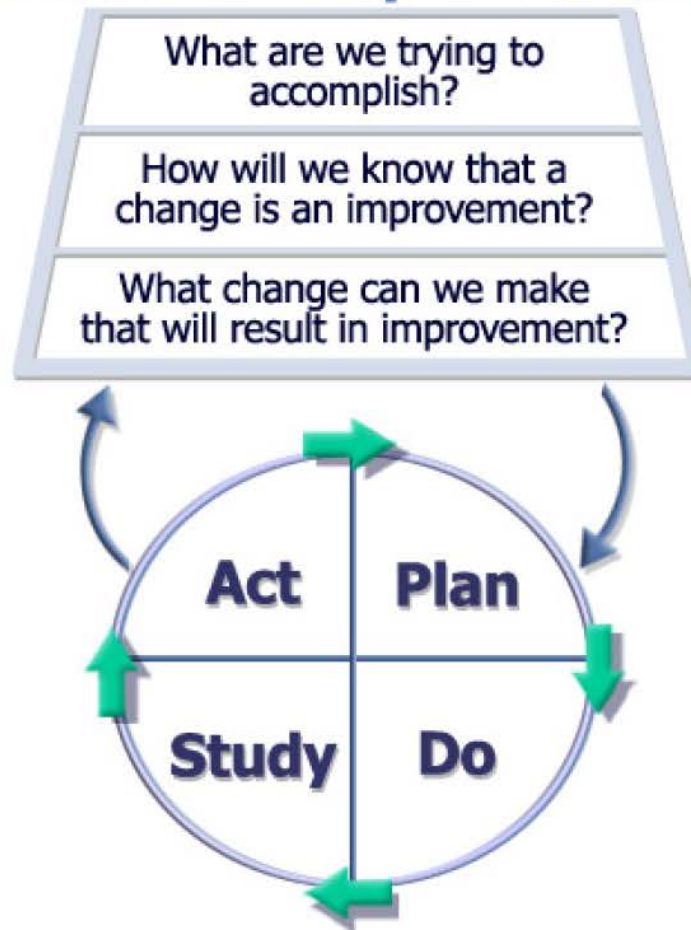 What are we trying to
accomplish?
How will we know that a
change is an improvement?
What change can we make
that will result in improvement?
Act
Plan
Study
Do